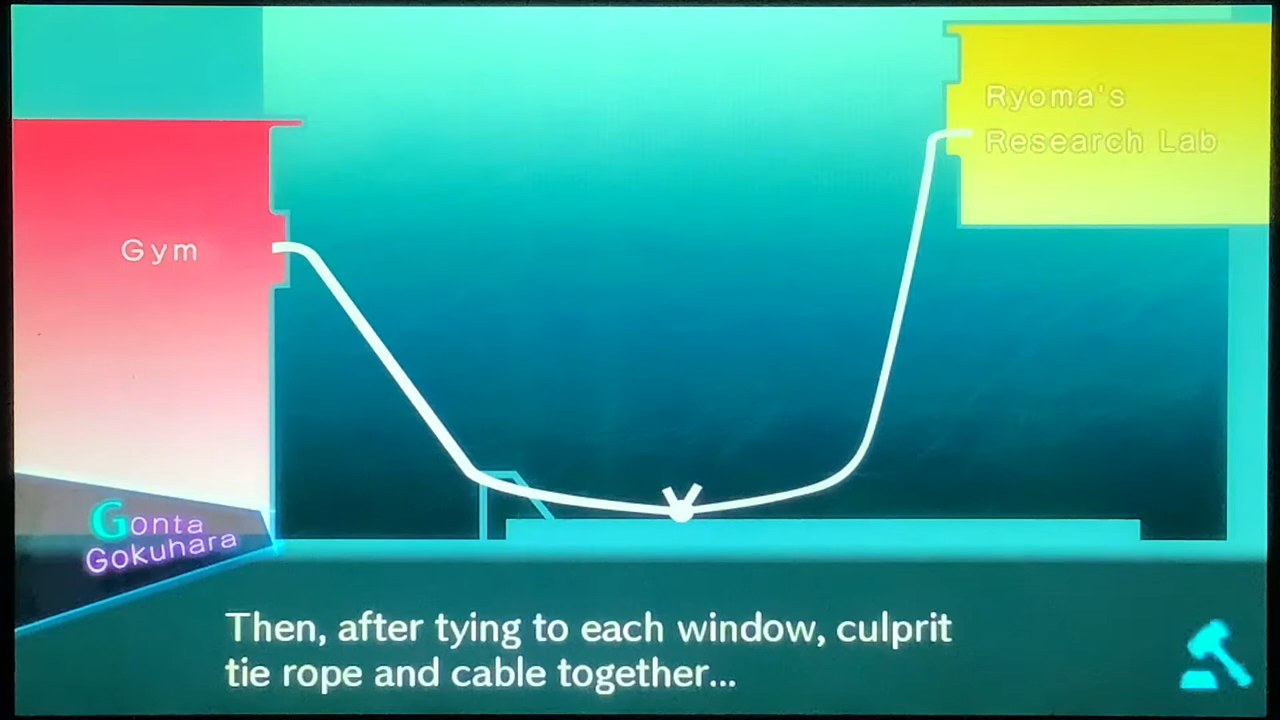 Ryoma's
Research Lab
Gym
Gonta
Gokuhara
Then, after tying to each window, culprit
tie rope and cable together...